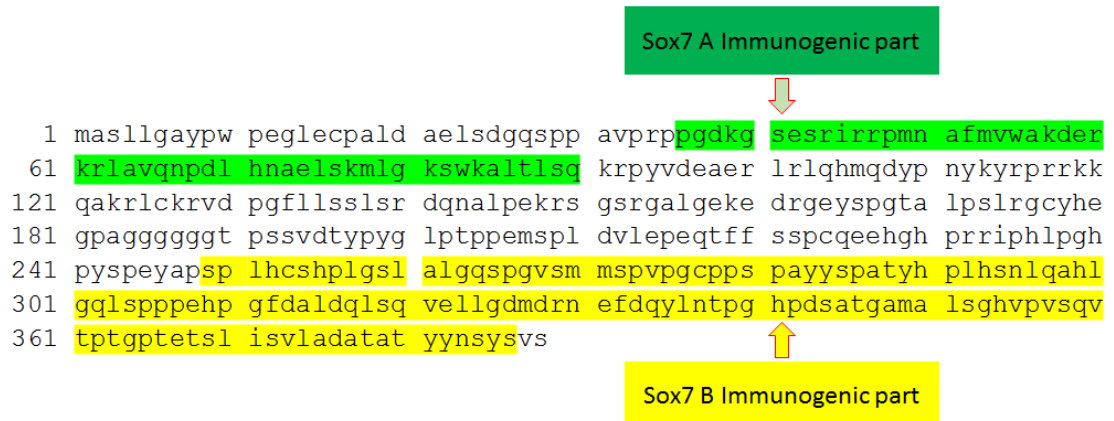 Sox7 A Immunogenic part
1 masllgaypw peglecpald aelsdgqspp avprppgdkg sesrirrpmn afmvwakder
61 krlavqnpdl hnaelskmlg kswkaltlsq krpyvdeaer lrlqhmqdyp nykyrprrkk
121 qakrlckrvd pgfllsslsr dqnalpekrs gsrgalgeke drgeyspgta lpslrgcyhe
181 gpaggggggt pssvdtypyg lptppemspl dvlepeqtff sspcqeehgh prriphlpgh
241 pyspeyapsp lhcshplgsl algqspgvsm mspvpgcpps payyspatyh plhsnlqahl
301 gqlspppehp gfdaldqlsq vellgdmdrn efdqylntpg hpdsatgama lsghvpvsqv
361 tptgptetsl isvladatat yynsysvs
Sox7 B Immunogenic part